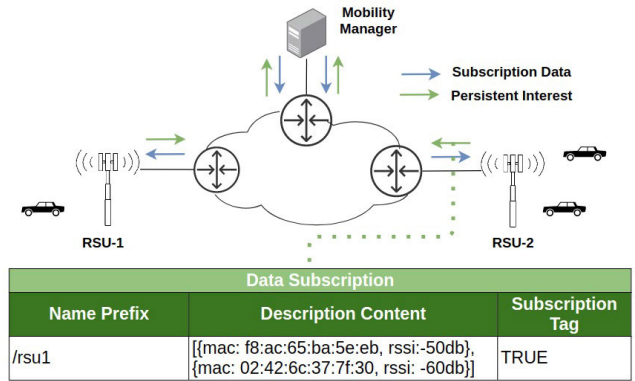 Mobility
Manager
Subscription Data
Persistent Interest
RSU-1
RSU-2
Data Subscription
Name Prefix
Description Content
Subscription
Tag
/rsu1
[{mac: f8:ac:65:ba:5e:eb, rssi:-50db},
{mac: 02:42:6c:37:7f:30, rssi: -60db}]
TRUE